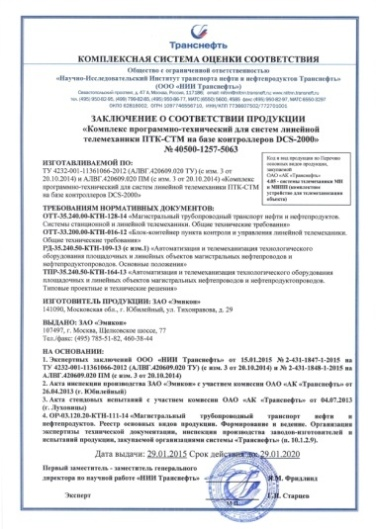 Транснефть
КОМПЛЕКСНАЯ СИСТЕМА ОЦЕНКИ СООТВЕТСТВИЯ
Общество с ограниченной ответственностью
«Научно-Исследовательский Институт транспорта нефти и нефтепродуктов Транснефть»
(ООО «НИИ Транснефть»)
ЗАКЛЮЧЕНИЕ О СООТВЕТСТВИИ ПРОДУКЦИИ
«Комплекс программно-технический для систем линейной
телемеханики ПТК-СТМ на базе контроллеров DCS-2000»
№ 40500-1257-5063
ИЗГОТАВЛИВАЕМОЙ ПО:
ТУ 4232-001-11361066-2012 (АЛВГ.420609.020 ТУ) (с изм. 3 от
20.10.2014) и АЛВГ.420609.020 ПМ (с изм. 3 от 20.10.2014) «Комплекс
программно-технический для систем линейной телемеханики ПТК-СТМ
на базе контроллеров DCS-2000»
Код и вид продукции по Перечню
основных видов продукции,
закупаемой
ОАО «АК «Транснефть»
4.05 - системы телемеханики МН
и МНПП (комплектные
устройства для телемеханизации
объекта)
ТРЕБОВАНИЯМ НОРМАТИВНЫХ ДОКУМЕНТОВ:
ОТТ-35.240.00-КТН-128-14 «Магистральный трубопроводный транспорт нефти и нефтепродуктов.
Системы секционной и линейной телемеханики. Общие технические требования»
ОТТ-33.200.00-КТН-016-12 «Блок-контейнер пункта контроля и управления линейной телемеханики.
Общие технические требования»
РД-35.240.50-КТН-109-13 (с изм.1) «Автоматизация и телемеханизация технологического
оборудования площадочных и линейных объектов магистральных нефтепроводов и
нефтепродуктопроводов. Основные положения»
ТПР-35.240.50-КТН-164-13 «Автоматизация и телемеханизация технологического оборудования
площадочных и линейных объектов магистральных нефтепроводов и нефтепродуктопроводов.
Типовые проектные и технические решения»
ИЗГОТОВИТЕЛЬ ПРОДУКЦИИ: ЗАО «Эмикон»
141090, Московская обл., г. Юбилейный, ул. Тихонравова, д. 29
ВЫДАНО: ЗАО «Эмикон»
107497, г. Москва, Щелковское шоссе, 77
Тел./факс: (495) 785-51-82, 460-38-44
НА ОСНОВАНИИ:
1. Экспертных заключений ООО «НИИ Транснефть» от 15.01.2015 № 2-431-1847-1-2015 на
ТУ 4232-001-11361066-2012 (АЛВГ.420609.020 ТУ) (с изм. 3 от 20.10.2014) и № 2-431-1848-1-2015 на
АЛВГ.420609.020 ПМ (с изм. 3 от 20.10.2014)
2. Акта инспекция производства ЗАО «Эмикон» с участием комиссии ОАО «АК «Транснефть» от
26.04.2013 (г. Юбилейный)
3. Акта стендовых испытаний с участием комиссии ОАО «АК «Транснефть» от 04.07.2013
(г. Луховицы)
4. ОР-03.120.20-КТН-111-14 «Магистральный трубопроводный транспорт нефти и
нефтепродуктов. Реестр основных видов продукции. Формирование и ведение. Организация
экспертизы технической документации, инспекция производства заводов-изготовителей и
испытаний продукции, закупаемой организациями системы «Транснефть» (п. 10.1.2.9).
Дата выдачи: 29.01.2015 Срок действия до 29.01.2020
Первый заместитель - заместитель генерального
директора по научной работе «НИИ Транснефть»
Я.М. Фридлянд
Эксперт
Г.Н. Старцев